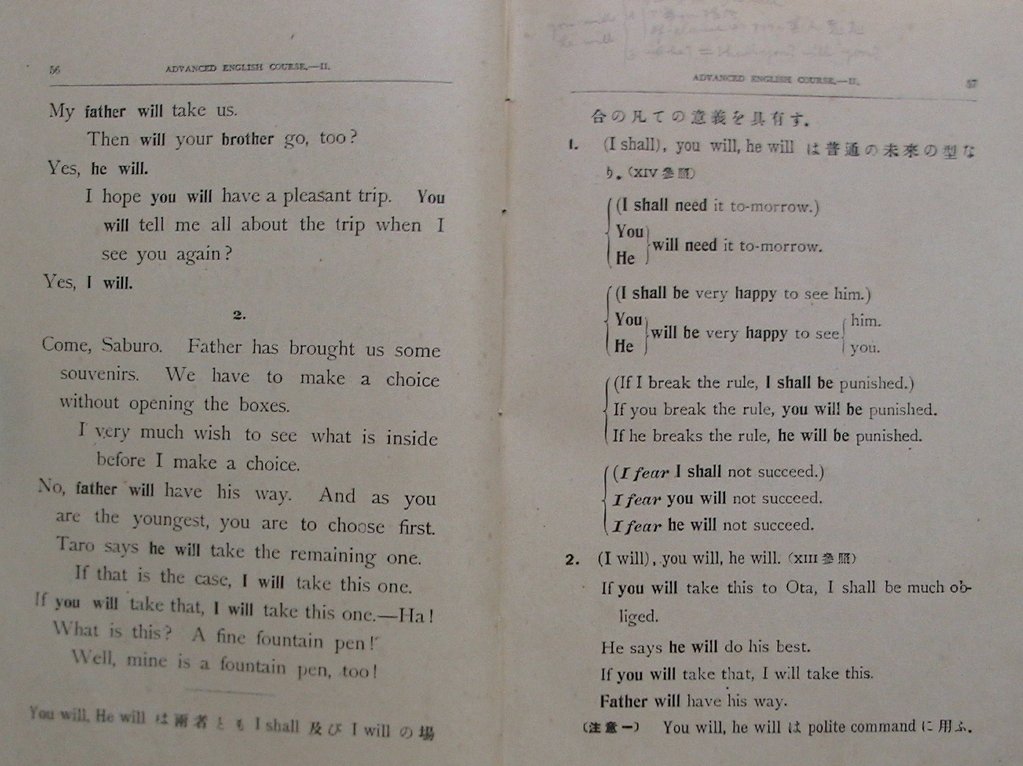 56
ADVANCED ENGLISH COURSE.—II.
My father will take us.
Then will your brother go, too?
Yes, he will.
I hope you will have a pleasant trip. You
will tell me all about the trip when I
see you again?
Yes, I will.
2.
Come, Saburo. Father has brought us some
souvenirs. We have to make a choice
without opening the boxes.
I very much wish to see what is inside
before I make a choice.
No, father will have his way. And as you
are the youngest, you are to choose first.
Taro says he will take the remaining one.
If that is the case, I will take this one.
If you will take that, I will take this one.—Ha!
What is this? A fine fountain pen!
Well, mine is a fountain pen, too!
You will, He will は兩者とも I shall 及び I will の場
ADVANCED ENGLISH COURSE.—II.
57
合の凡ての意義を具有す.
1. (I shall), you will, he will は普通の未來の型な
り. (XIV 參照)
(I shall need it to-morrow.)
You
He
will need it to-morrow.
(I shall be very happy to see him.)
You
He
will be very happy to see
him.
you.
(If I break the rule, I shall be punished.)
If you break the rule, you will be punished.
If he breaks the rule, he will be punished.
(I fear I shall not succeed.)
I fear you will not succeed.
I fear he will not succeed.
2. (I will), you will, he will. (XIII 參照)
If you will take this to Ota, I shall be much ob-
liged.
He says he will do his best.
If you will take that, I will take this.
Father will have his way.
(注意一) You will, he will は polite command に用ふ.